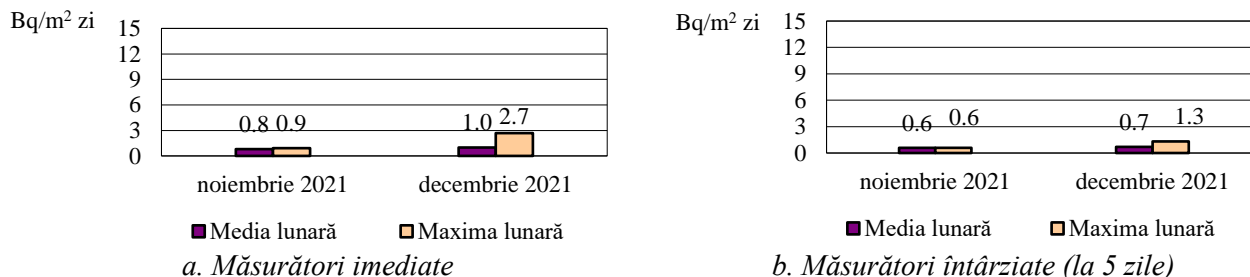 Bq/m² zi
15
12
9
6
3
0
0.8 0.9 1.0 2.7
noiembrie 2021 decembrie 2021
Media lunară Maxima lunară
a. Măsurători imediate
Bq/m² zi
15
12
9
6
3
0
0.6 0.6 0.7 1.3
noiembrie 2021 decembrie 2021
Media lunară Maxima lunară
b. Măsurători întârziate (la 5 zile)